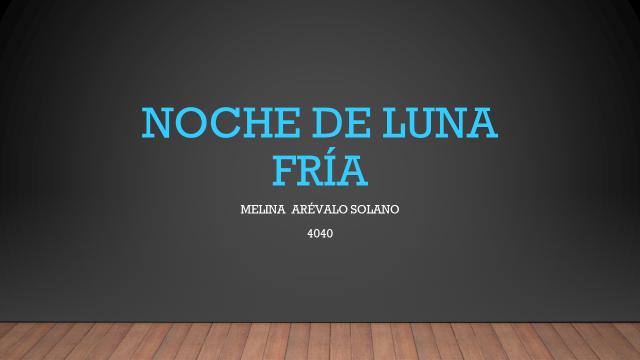 NOCHE DE LUNA
FRÍA
MELINA  ARÉVALO SOLANO
4040